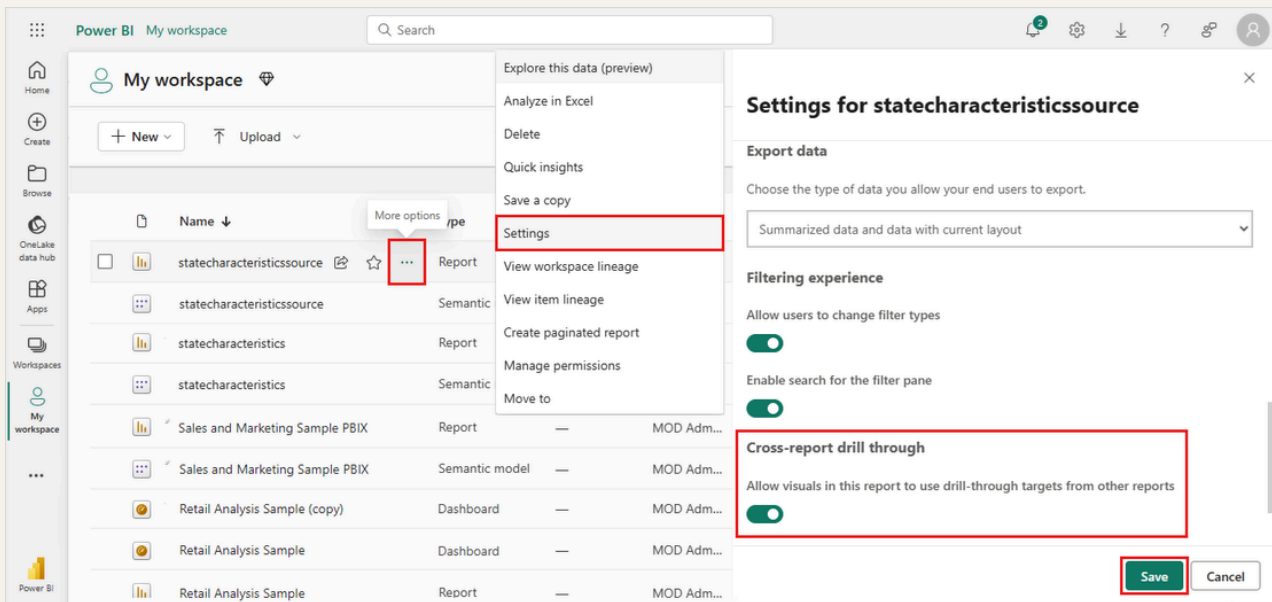 Power BI My workspace
Search
2
Home
Create
Browse
OneLake
data hub
Apps
Workspaces
My
workspace
Power BI
My workspace
New
Upload
Name
ype
More options
statecharacteristicssource
Report
statecharacteristicssource
Semantic
statecharacteristics
Report
statecharacteristics
Semantic
Sales and Marketing Sample PBIX
Report
—
MOD Adm...
Sales and Marketing Sample PBIX
Semantic model
—
MOD Adm...
Retail Analysis Sample (copy)
Dashboard
—
MOD Adm...
Retail Analysis Sample
Dashboard
—
MOD Adm...
Retail Analysis Sample
Report
—
MOD Adm...
Explore this data (preview)
Analyze in Excel
Delete
Quick insights
Save a copy
Settings
View workspace lineage
View item lineage
Create paginated report
Manage permissions
Move to
Settings for statecharacteristicssource
Export data
Choose the type of data you allow your end users to export.
Summarized data and data with current layout
Filtering experience
Allow users to change filter types
Enable search for the filter pane
Cross-report drill through
Allow visuals in this report to use drill-through targets from other reports
Save
Cancel